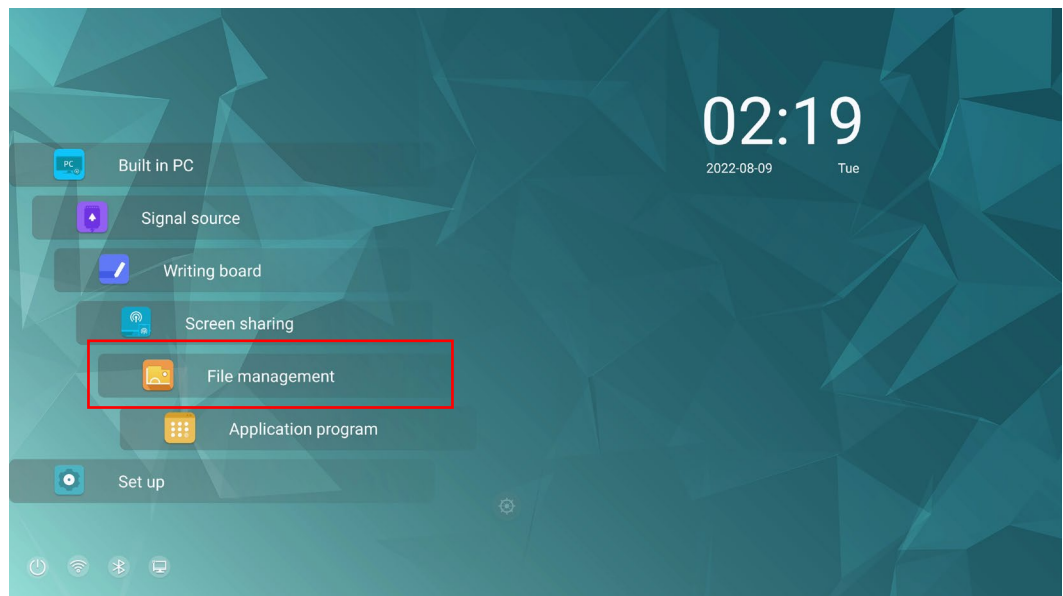 02:19
2022-08-09 Tue
PC
Built in PC
Signal source
Writing board
Screen sharing
File management
Application program
Set up